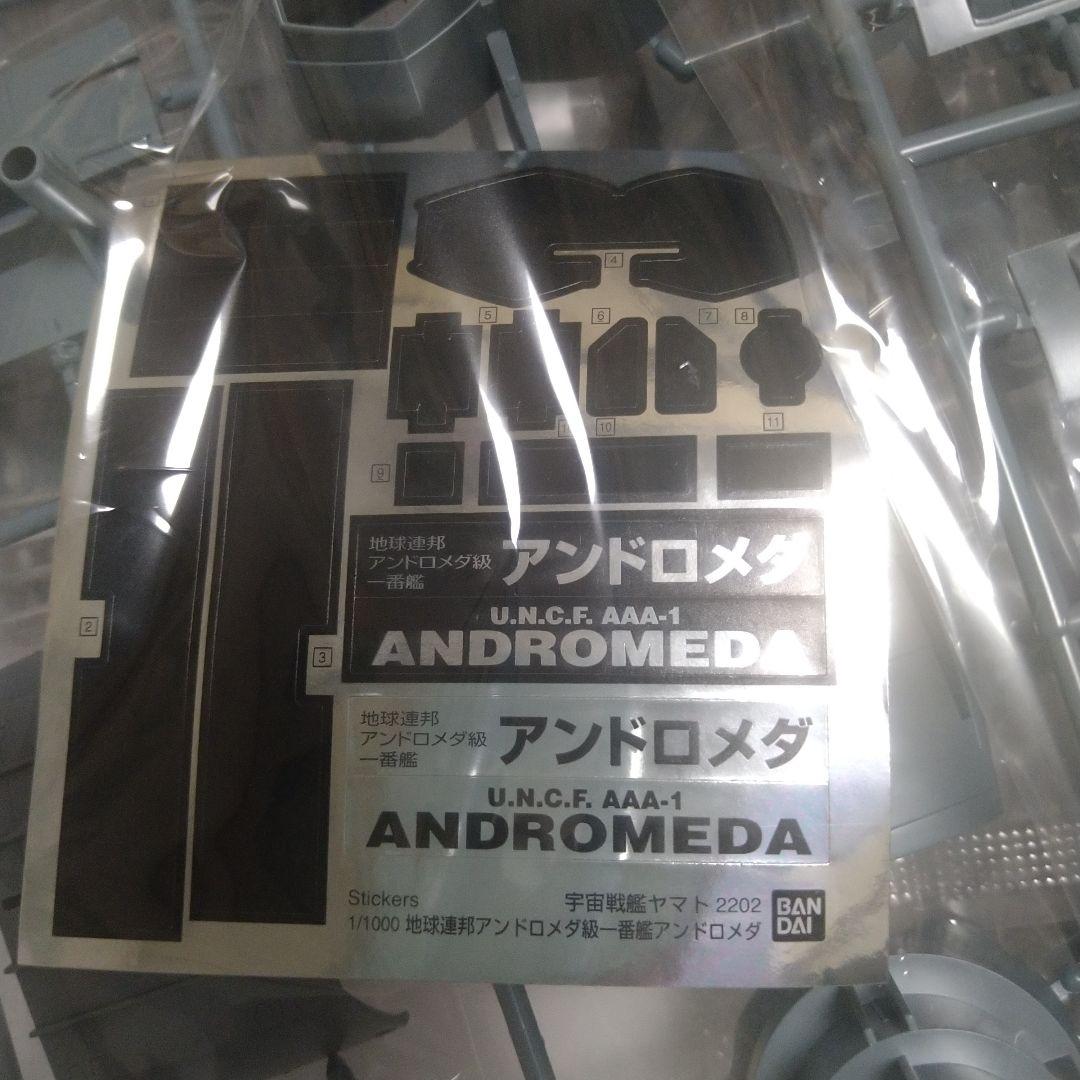 4
5
6
7
8
9
10
11
2
3
地球連邦
アンドロメダ級
一番艦
アンドロメダ
U.N.C.F. AAA-1
ANDROMEDA
地球連邦
アンドロメダ級
一番艦
アンドロメダ
U.N.C.F. AAA-1
ANDROMEDA
Stickers
宇宙戦艦ヤマト2202
1/1000 地球連邦アンドロメダ級一番艦アンドロメダ
BAN
DAI